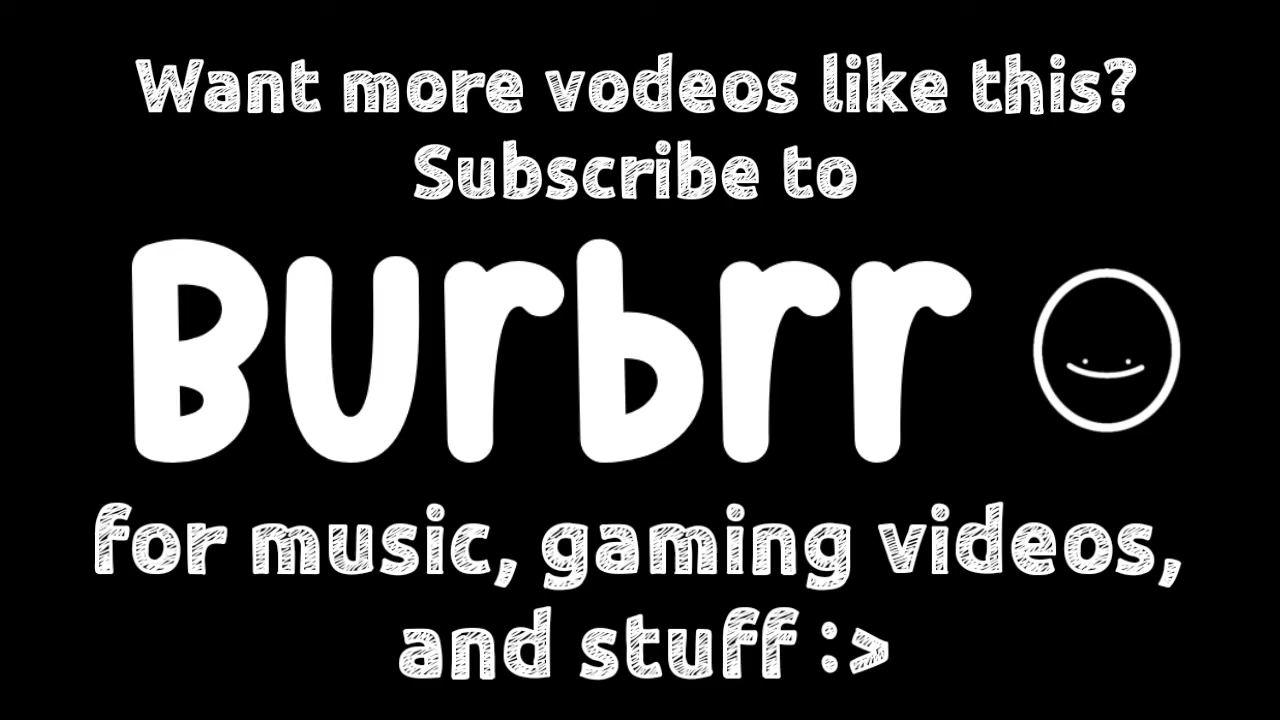 Want more vodeos like this?
Subscribe to
Burbrr
for music, gaming videos,
and stuff :>